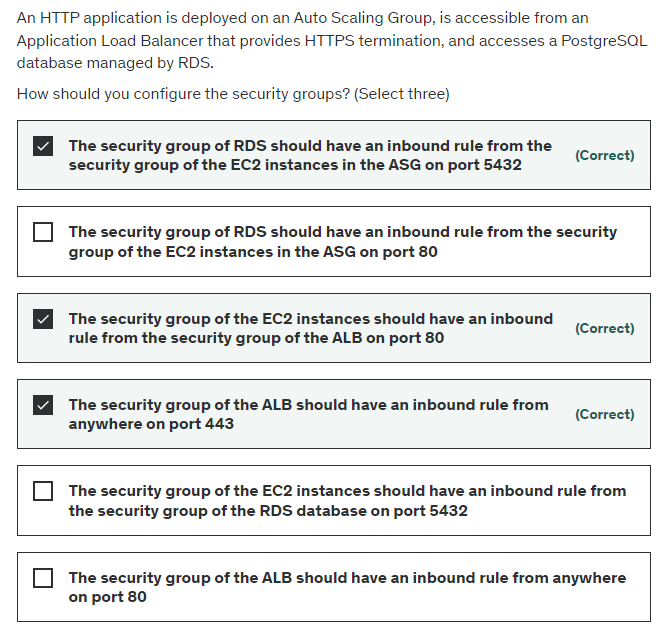 An HTTP application is deployed on an Auto Scaling Group, is accessible from an
Application Load Balancer that provides HTTPS termination, and accesses a PostgreSQL
database managed by RDS.
How should you configure the security groups? (Select three)
The security group of RDS should have an inbound rule from the
security group of the EC2 instances in the ASG on port 5432
(Correct)
The security group of RDS should have an inbound rule from the security
group of the EC2 instances in the ASG on port 80
The security group of the EC2 instances should have an inbound
rule from the security group of the ALB on port 80
(Correct)
The security group of the ALB should have an inbound rule from
anywhere on port 443
(Correct)
The security group of the EC2 instances should have an inbound rule from
the security group of the RDS database on port 5432
The security group of the ALB should have an inbound rule from anywhere
on port 80